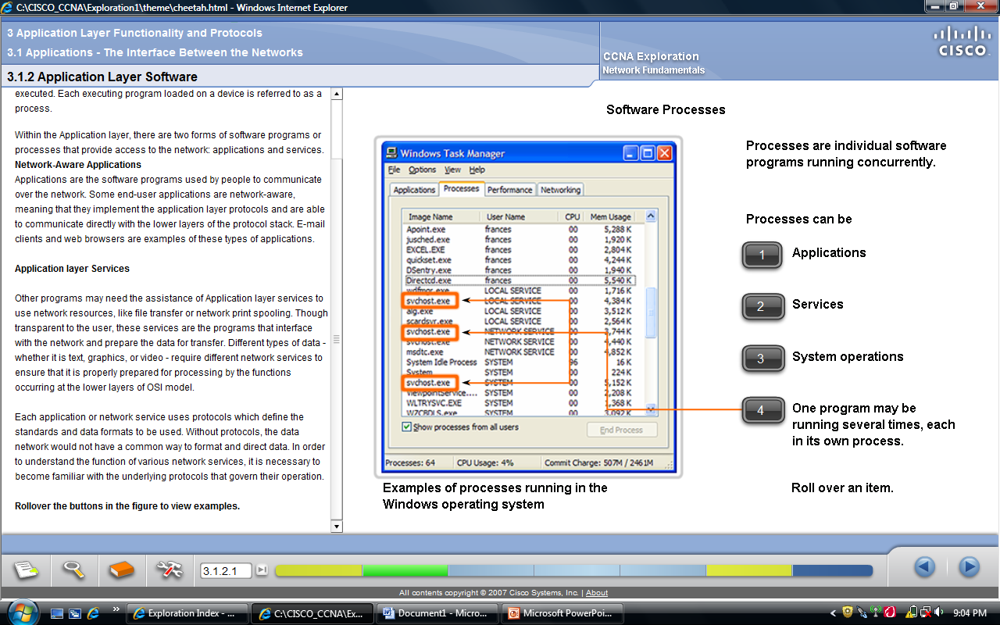 C:\CISCO_CCNA\Exploration1\theme\cheetah.html - Windows Internet Explorer
3 Application Layer Functionality and Protocols
3.1 Applications - The Interface Between the Networks
3.1.2 Application Layer Software
CCNA Exploration
Network Fundamentals
CISCO
executed. Each executing program loaded on a device is referred to as a
process.
Within the Application layer, there are two forms of software programs or
processes that provide access to the network: applications and services.
Network-Aware Applications
Applications are the software programs used by people to communicate
over the network. Some end-user applications are network-aware,
meaning that they implement the application layer protocols and are able
to communicate directly with the lower layers of the protocol stack. E-mail
clients and web browsers are examples of these types of applications.
Application layer Services
Other programs may need the assistance of Application layer services to
use network resources, like file transfer or network print spooling. Though
transparent to the user, these services are the programs that interface
with the network and prepare the data for transfer. Different types of data -
whether it is text, graphics, or video - require different network services to
ensure that it is properly prepared for processing by the functions
occurring at the lower layers of OSI model.
Each application or network service uses protocols which define the
standards and data formats to be used. Without protocols, the data
network would not have a common way to format and direct data. In order
to understand the function of various network services, it is necessary to
become familiar with the underlying protocols that govern their operation.
Rollover the buttons in the figure to view examples.
Software Processes
Windows Task Manager
File Options View Help
Applications Processes Performance Networking
Image Name User Name CPU Mem Usage
Apoint.exe frances 00 5,288 K
jusched.exe frances 00 1,920 K
EXCEL.EXE frances 00 2,804 K
quickset.exe frances 00 4,244 K
DSentry.exe frances 00 1,940 K
Directcd.exe frances 00 5,540 K
wdfmgr.exe LOCAL SERVICE 00 1,716 K
svchost.exe LOCAL SERVICE 00 4,384 K
alg.exe LOCAL SERVICE 00 3,512 K
scardsvr.exe LOCAL SERVICE 00 2,564 K
svchost.exe NETWORK SERVICE 00 3,744 K
svchost.exe NETWORK SERVICE 00 4,440 K
msdtc.exe NETWORK SERVICE 00 4,852 K
System Idle Process SYSTEM 96 16 K
System SYSTEM 00 224 K
svchost.exe SYSTEM 00 5,152 K
ViewpointService.... SYSTEM 00 2,208 K
WLTRYSVC.EXE SYSTEM 00 1,368 K
WZCBDLS.EXE SYSTEM 00 3,092 K
Show processes from all users
End Process
Processes: 64 CPU Usage: 4% Commit Charge: 507M / 2461M
Examples of processes running in the
Windows operating system
Processes are individual software
programs running concurrently.
Processes can be
1 Applications
2 Services
3 System operations
4 One program may be
running several times, each
in its own process.
Roll over an item.
3.1.2.1
All contents copyright © 2007 Cisco Systems, Inc. | About
» Exploration Index - ... C:\CISCO_CCNA\Ex... Document1 - Micro... Microsoft PowerPoi... < 9:04 PM